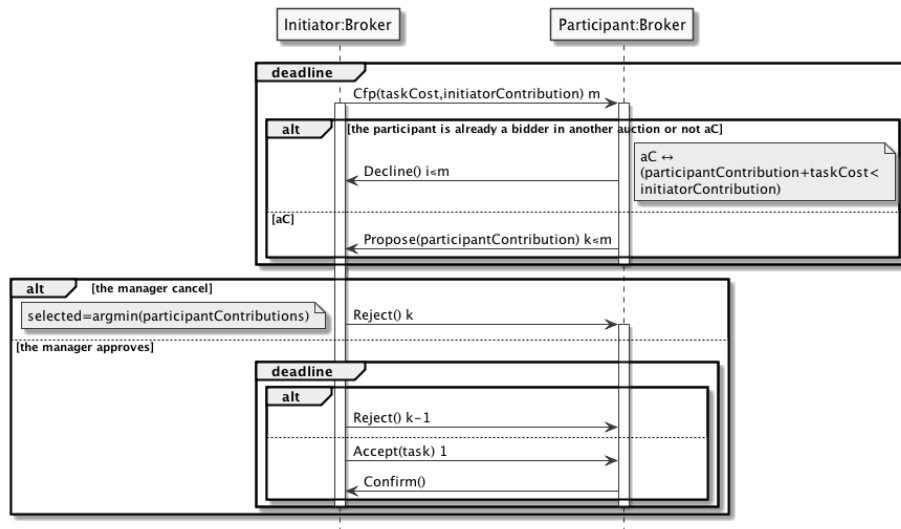 Initiator:Broker
Participant:Broker
deadline
Cfp(taskCost,initiatorContribution) m
alt
[the participant is already a bidder in another auction or not aC]
aC ↔
(participantContribution+taskCost<
initiatorContribution)
Decline() i≤m
[aC]
Propose(participantContribution) k≤m
alt
[the manager cancel]
selected=argmin(participantContributions)
Reject() k
[the manager approves]
deadline
alt
Reject() k-1
Accept(task) 1
Confirm()